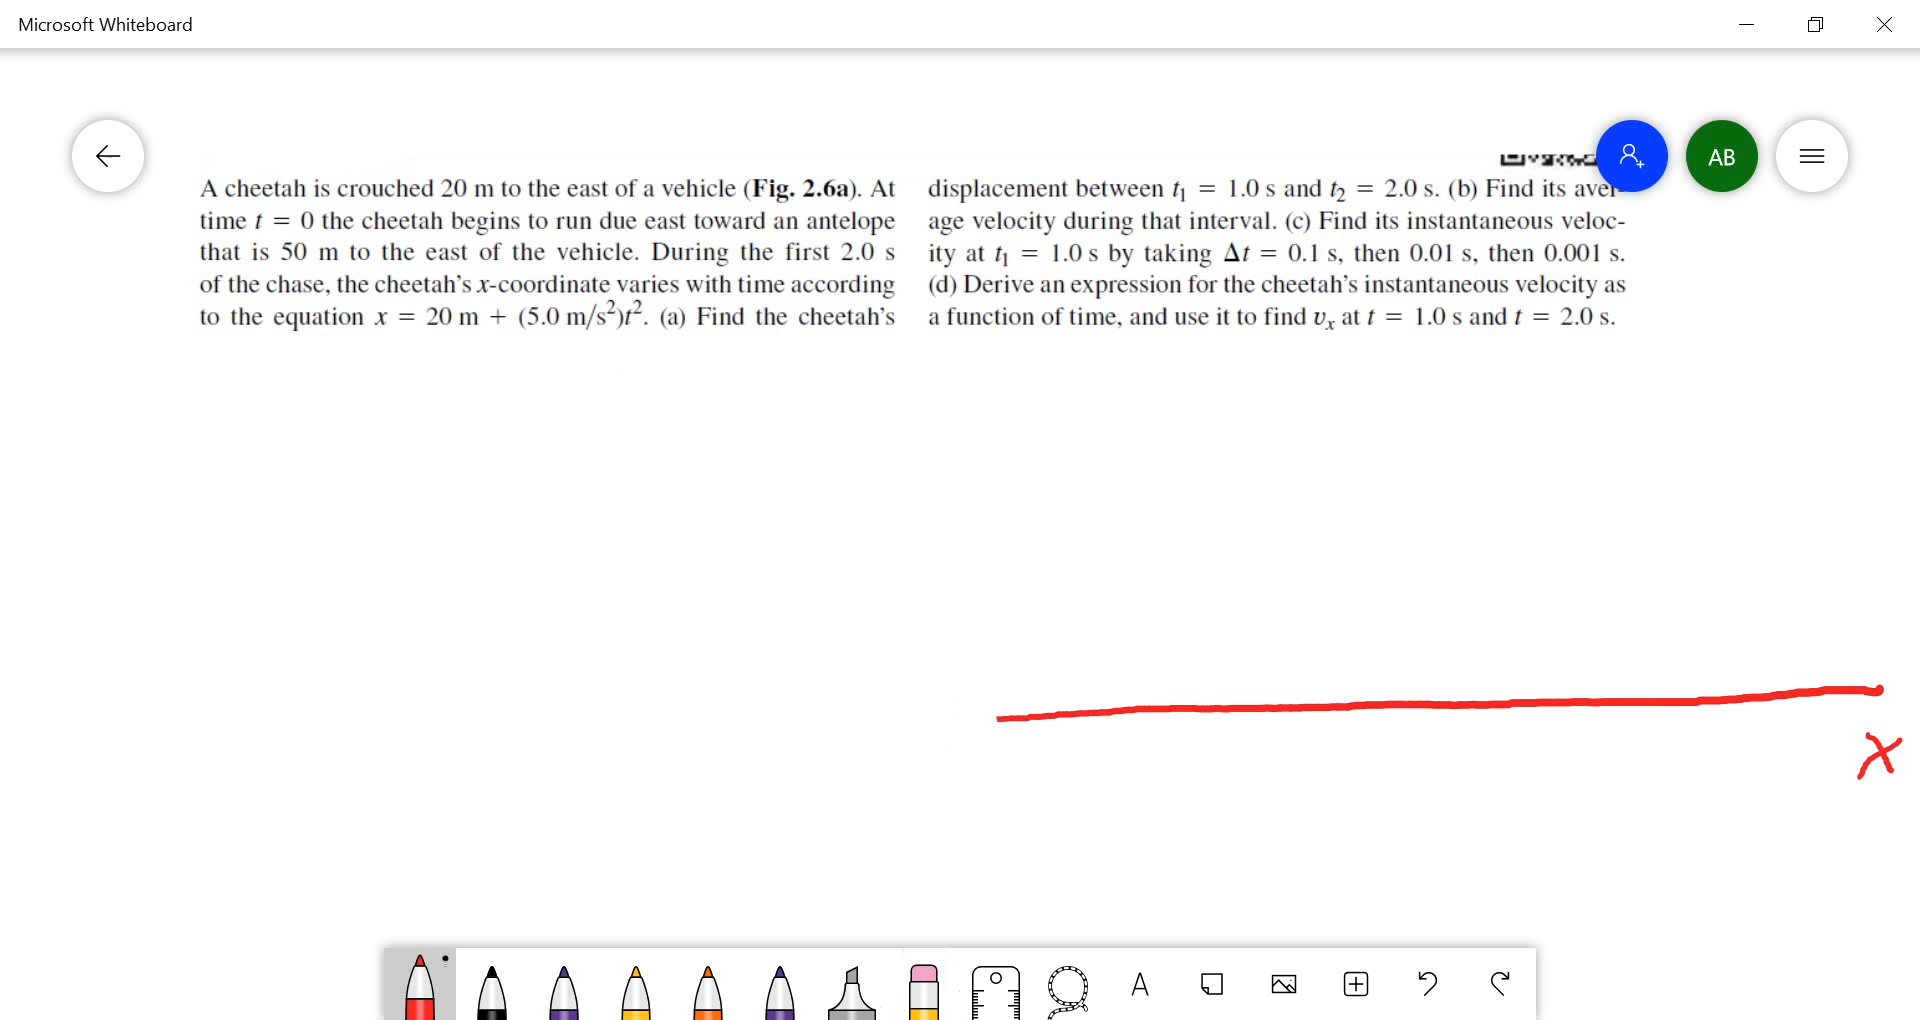 Microsoft Whiteboard
AB
A cheetah is crouched 20 m to the east of a vehicle (Fig. 2.6a). At
time t = 0 the cheetah begins to run due east toward an antelope
that is 50 m to the east of the vehicle. During the first 2.0 s
of the chase, the cheetah's x-coordinate varies with time according
to the equation x = 20 m + (5.0 m/s²)t². (a) Find the cheetah's
displacement between t₁ = 1.0 s and t₂ = 2.0 s. (b) Find its aver-
age velocity during that interval. (c) Find its instantaneous veloc-
ity at t₁ = 1.0 s by taking Δt = 0.1 s, then 0.01 s, then 0.001 s.
(d) Derive an expression for the cheetah's instantaneous velocity as
a function of time, and use it to find vₓ at t = 1.0 s and t = 2.0 s.
x
A